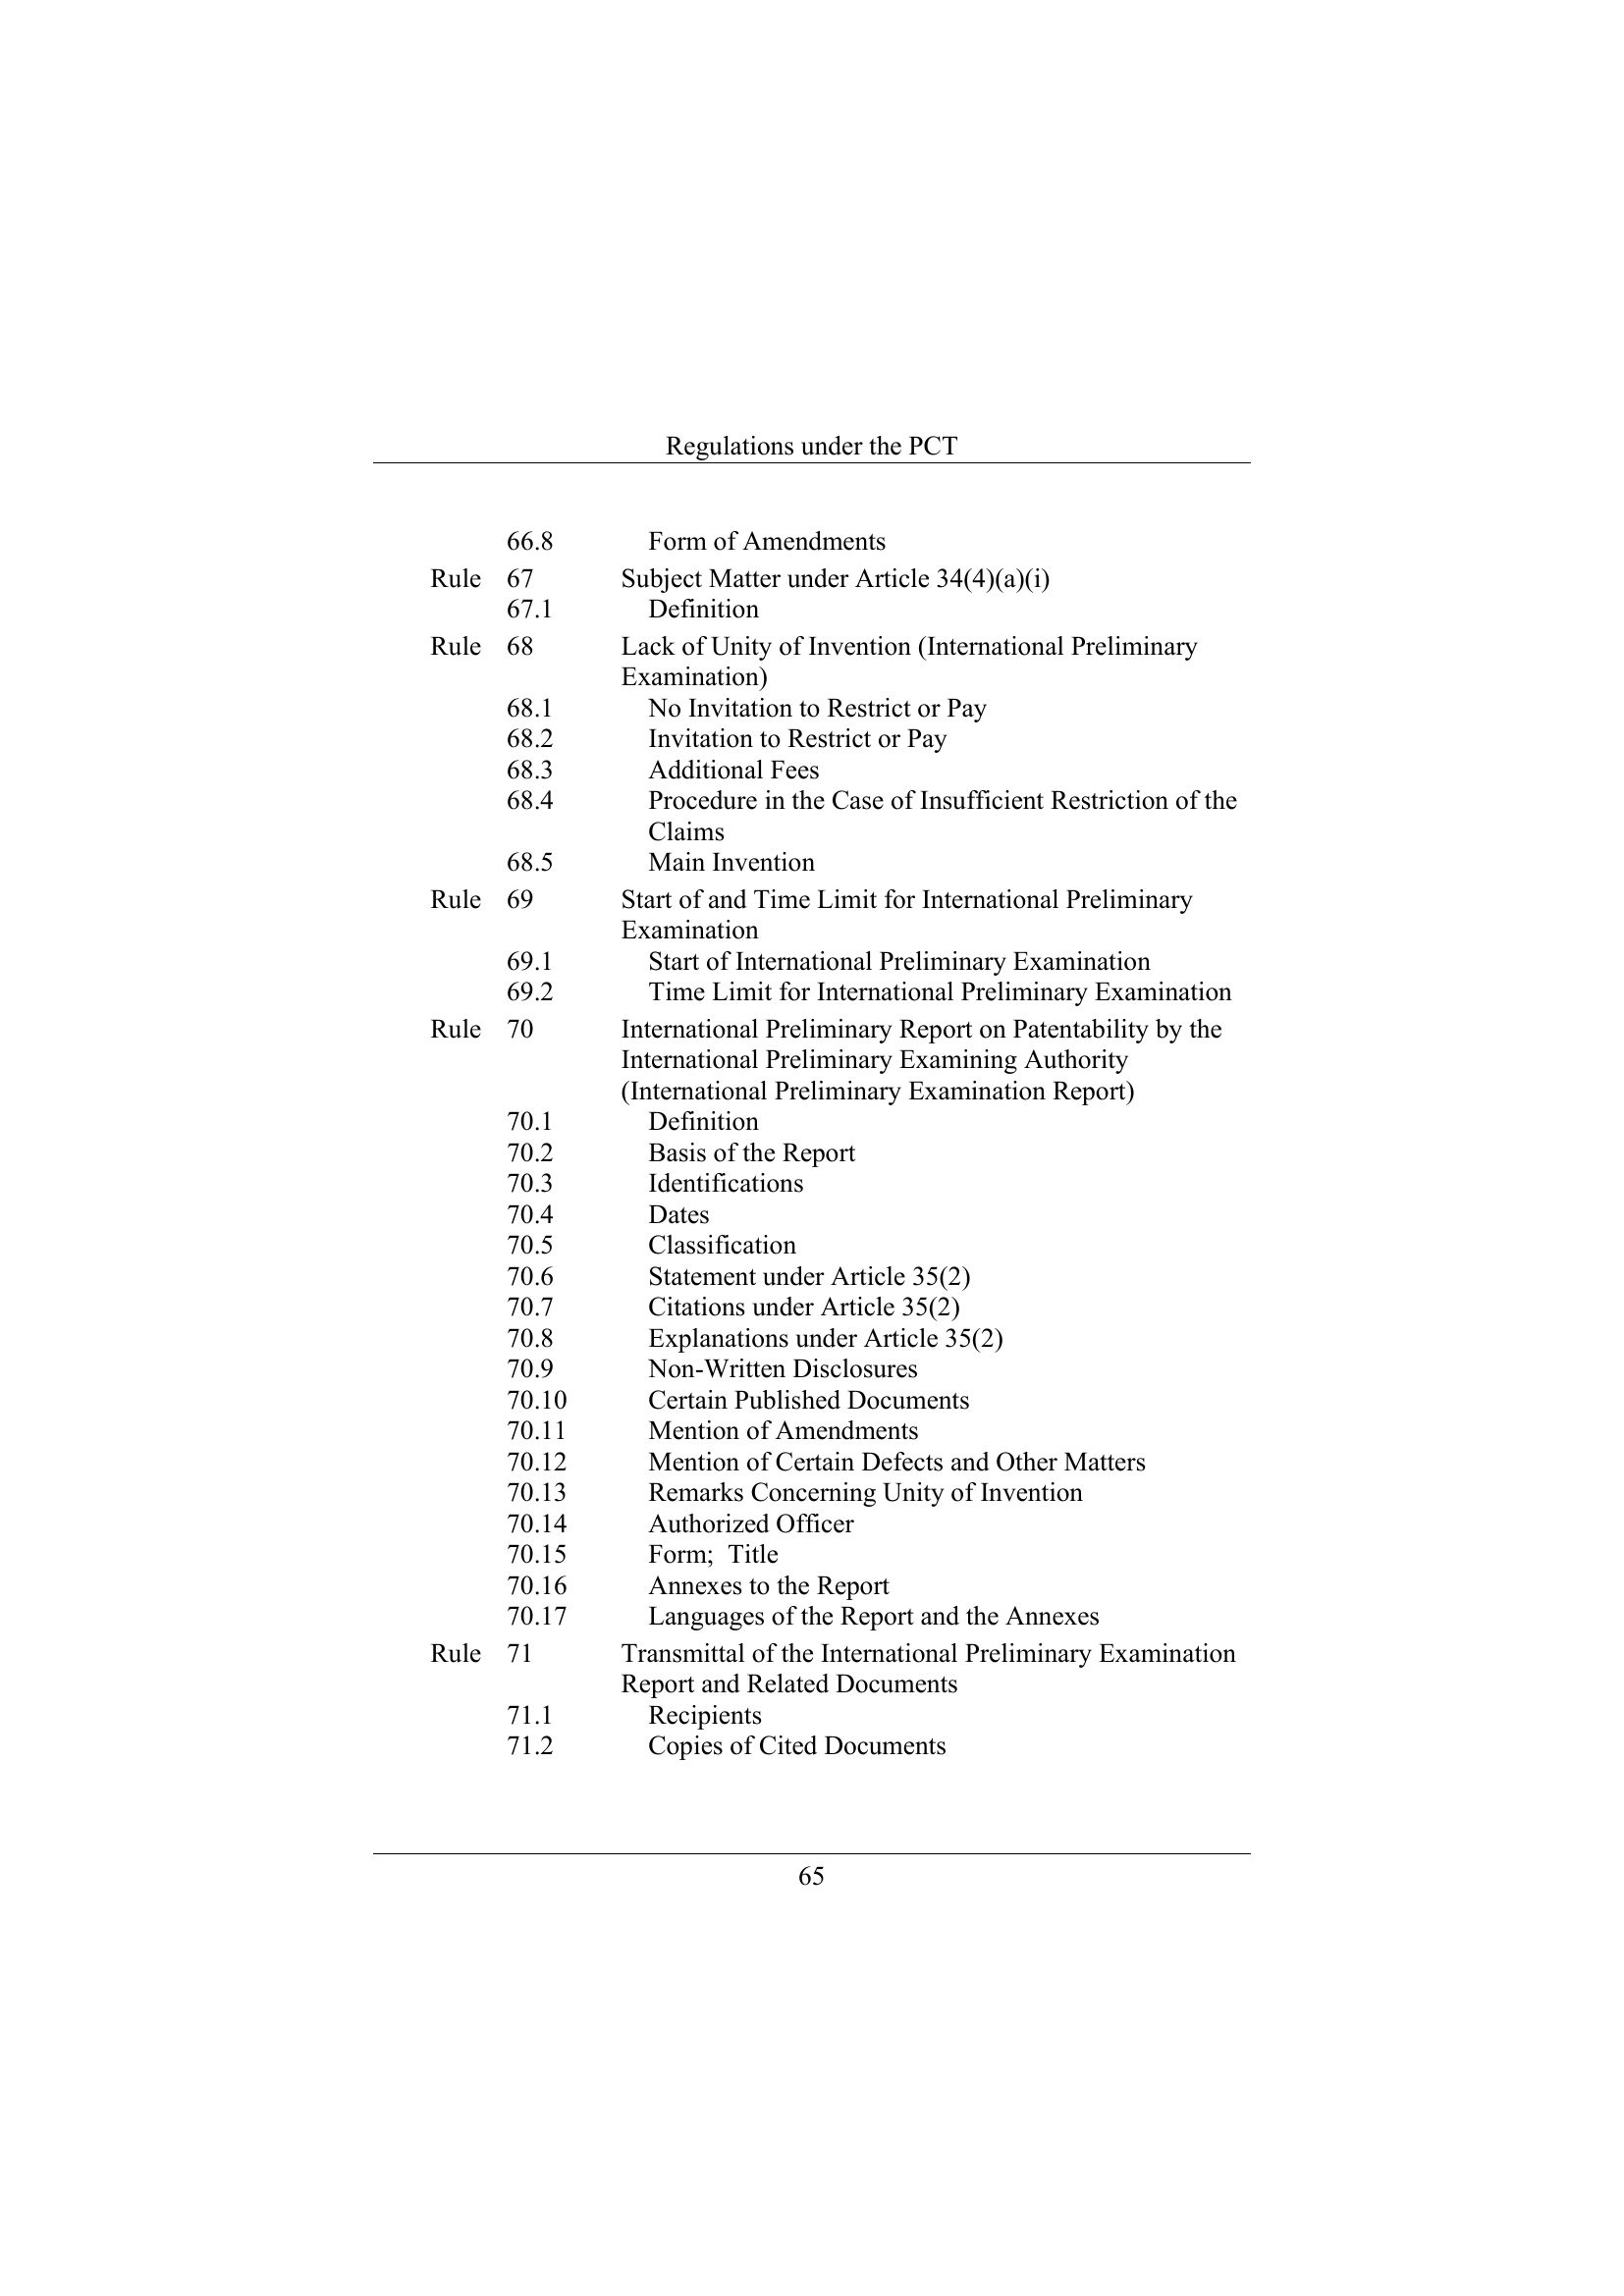 Regulations under the PCT
66.8 Form of Amendments
Rule 67 Subject Matter under Article 34(4)(a)(i)
67.1 Definition
Rule 68 Lack of Unity of Invention (International Preliminary
Examination)
68.1 No Invitation to Restrict or Pay
68.2 Invitation to Restrict or Pay
68.3 Additional Fees
68.4 Procedure in the Case of Insufficient Restriction of the
Claims
68.5 Main Invention
Rule 69 Start of and Time Limit for International Preliminary
Examination
69.1 Start of International Preliminary Examination
69.2 Time Limit for International Preliminary Examination
Rule 70 International Preliminary Report on Patentability by the
International Preliminary Examining Authority
(International Preliminary Examination Report)
70.1 Definition
70.2 Basis of the Report
70.3 Identifications
70.4 Dates
70.5 Classification
70.6 Statement under Article 35(2)
70.7 Citations under Article 35(2)
70.8 Explanations under Article 35(2)
70.9 Non-Written Disclosures
70.10 Certain Published Documents
70.11 Mention of Amendments
70.12 Mention of Certain Defects and Other Matters
70.13 Remarks Concerning Unity of Invention
70.14 Authorized Officer
70.15 Form;  Title
70.16 Annexes to the Report
70.17 Languages of the Report and the Annexes
Rule 71 Transmittal of the International Preliminary Examination
Report and Related Documents
71.1 Recipients
71.2 Copies of Cited Documents
65